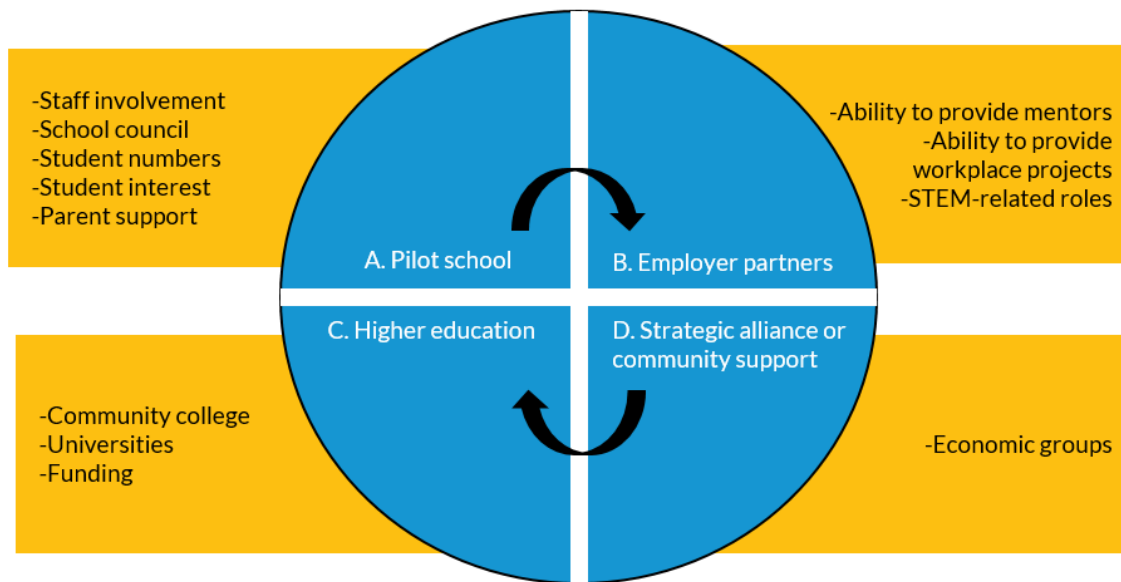 -Staff involvement
-School council
-Student numbers
-Student interest
-Parent support
-Ability to provide mentors
-Ability to provide
workplace projects
-STEM-related roles
A. Pilot school
B. Employer partners
C. Higher education
D. Strategic alliance or
community support
-Community college
-Universities
-Funding
-Economic groups